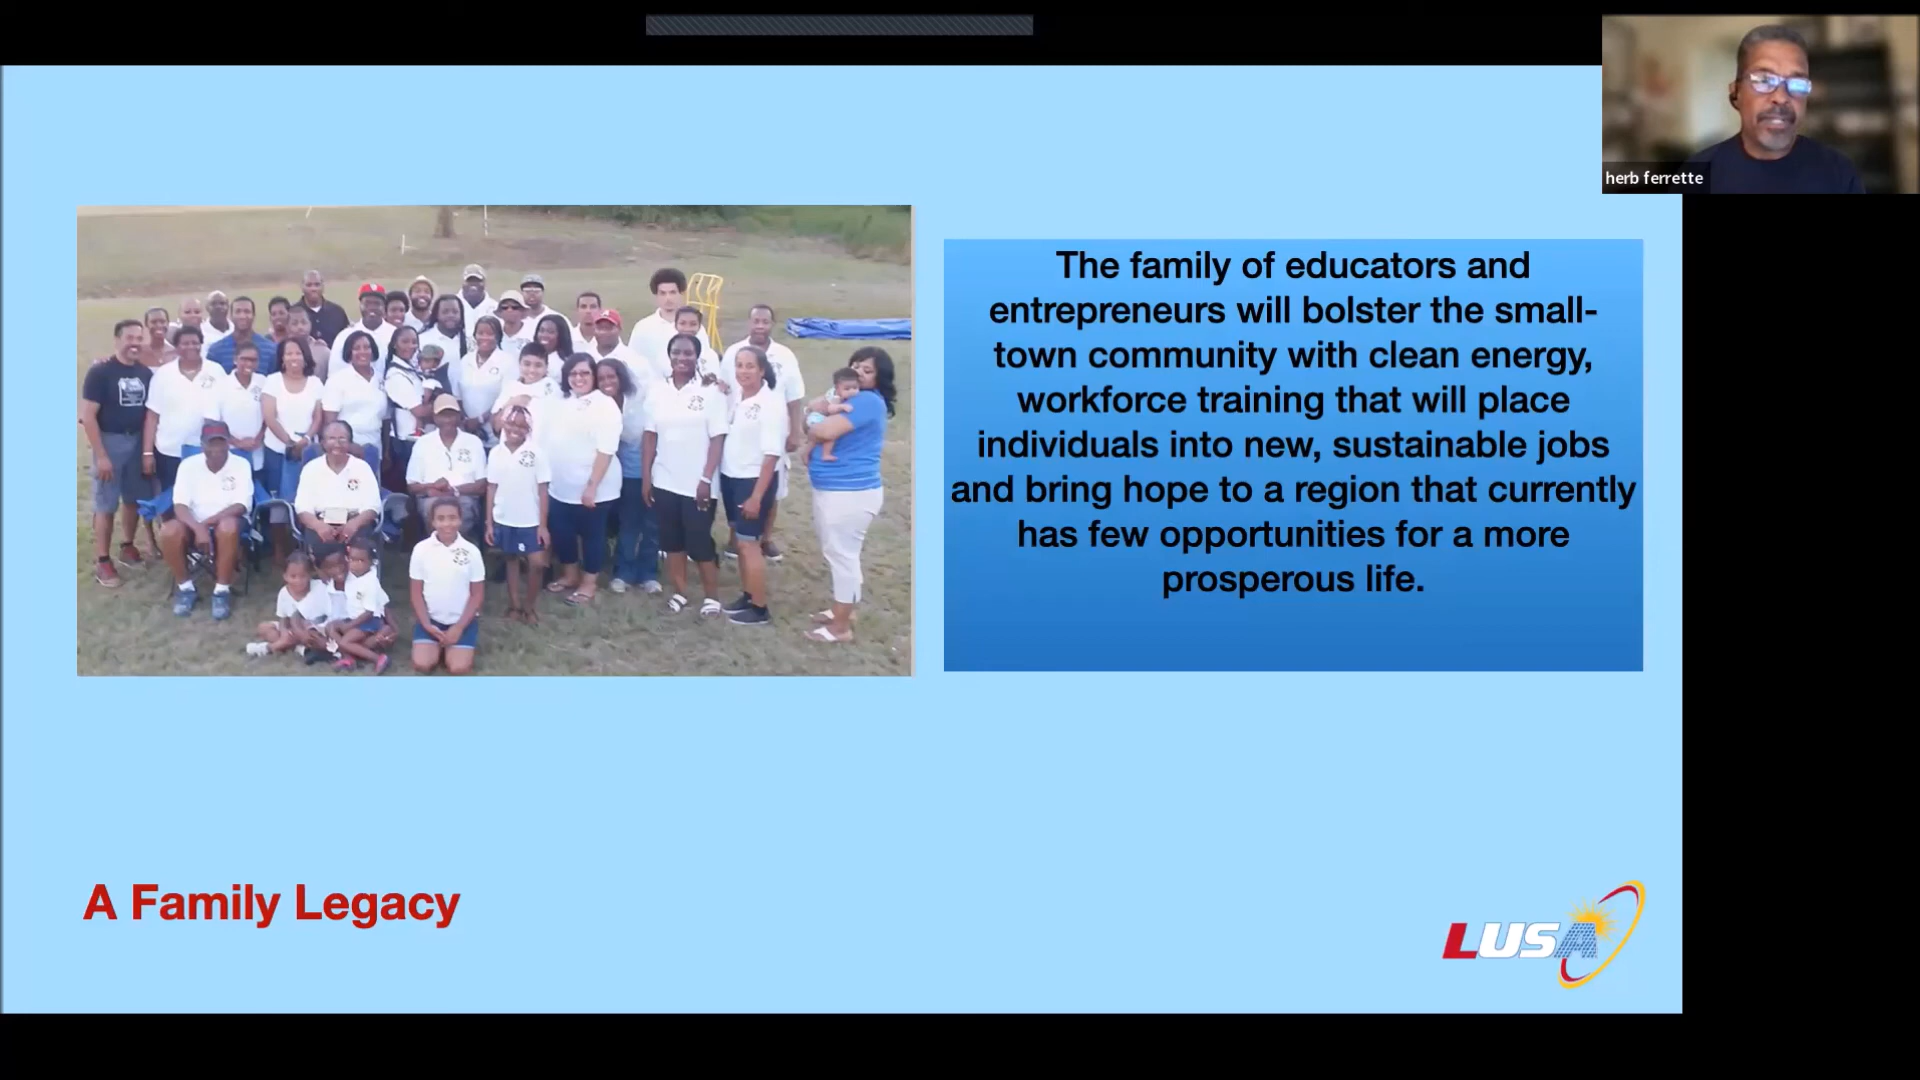 herb ferrette
The family of educators and
entrepreneurs will bolster the small-
town community with clean energy,
workforce training that will place
individuals into new, sustainable jobs
and bring hope to a region that currently
has few opportunities for a more
prosperous life.
A Family Legacy
LUSA